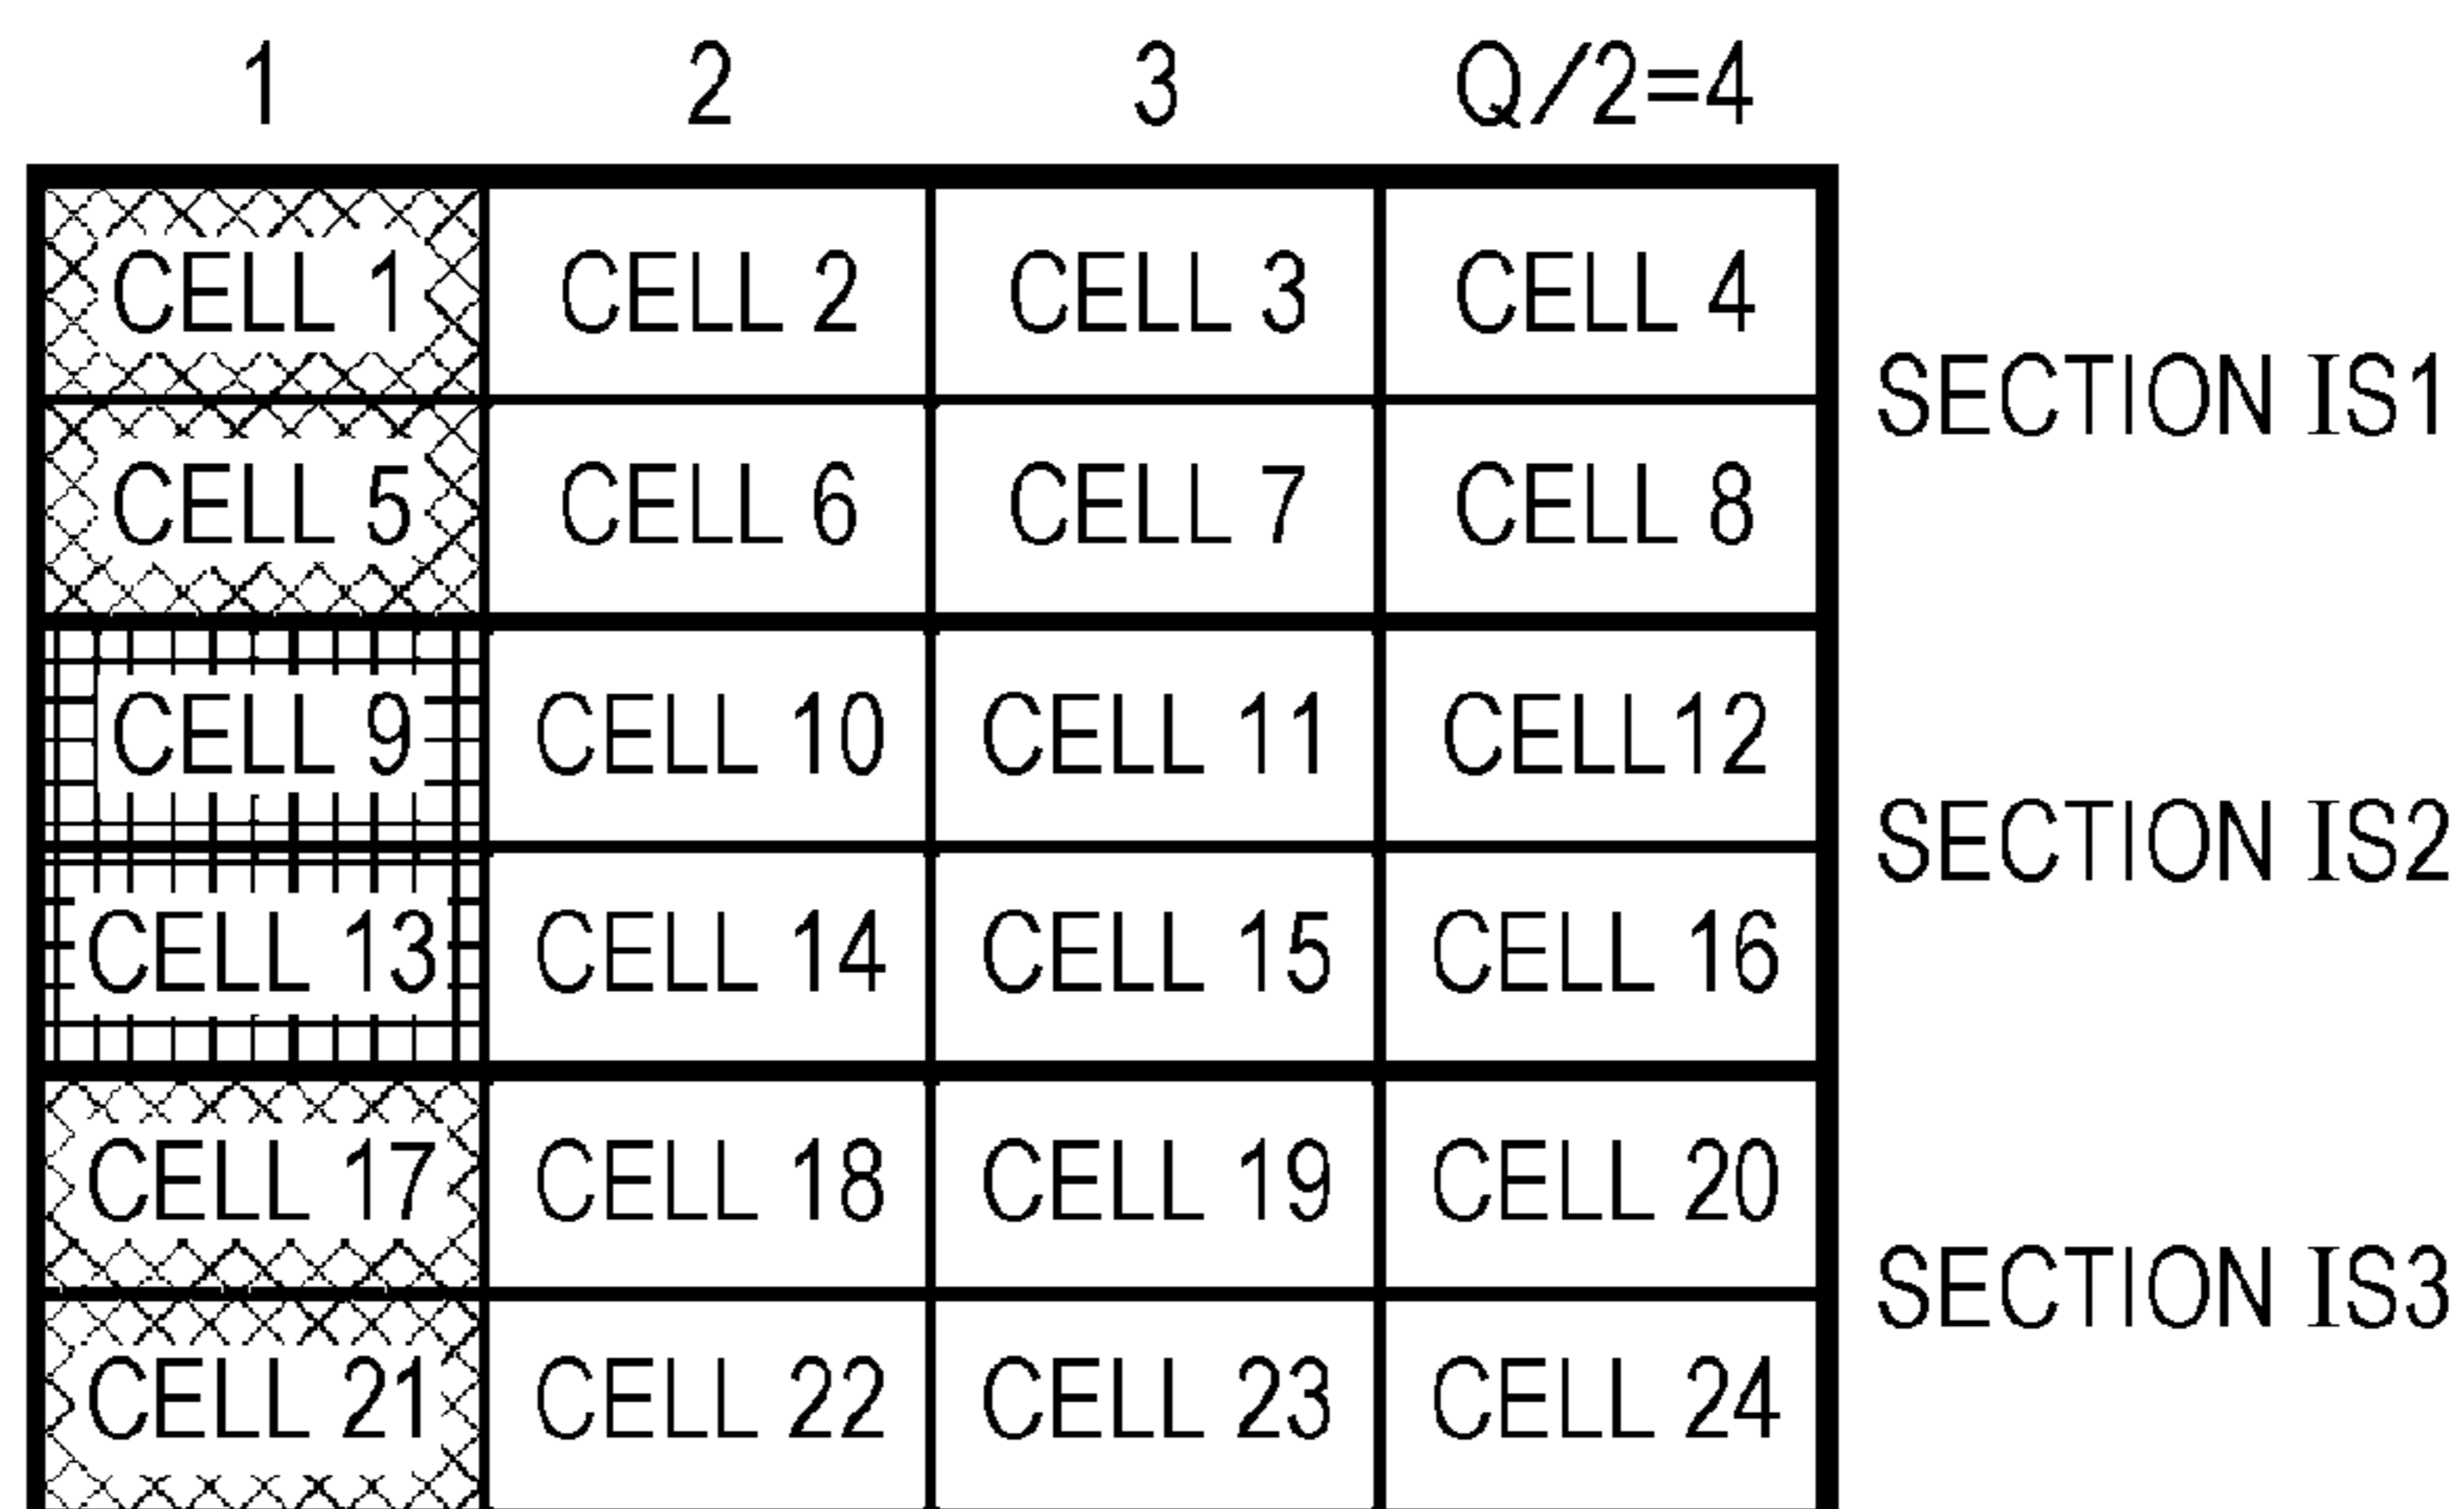 1 2 3 Q/2=4
CELL 1 CELL 2 CELL 3 CELL 4
SECTION IS1
CELL 5 CELL 6 CELL 7 CELL 8
CELL 9 CELL 10 CELL 11 CELL12
SECTION IS2
CELL 13 CELL 14 CELL 15 CELL 16
CELL 17 CELL 18 CELL 19 CELL 20
SECTION IS3
CELL 21 CELL 22 CELL 23 CELL 24